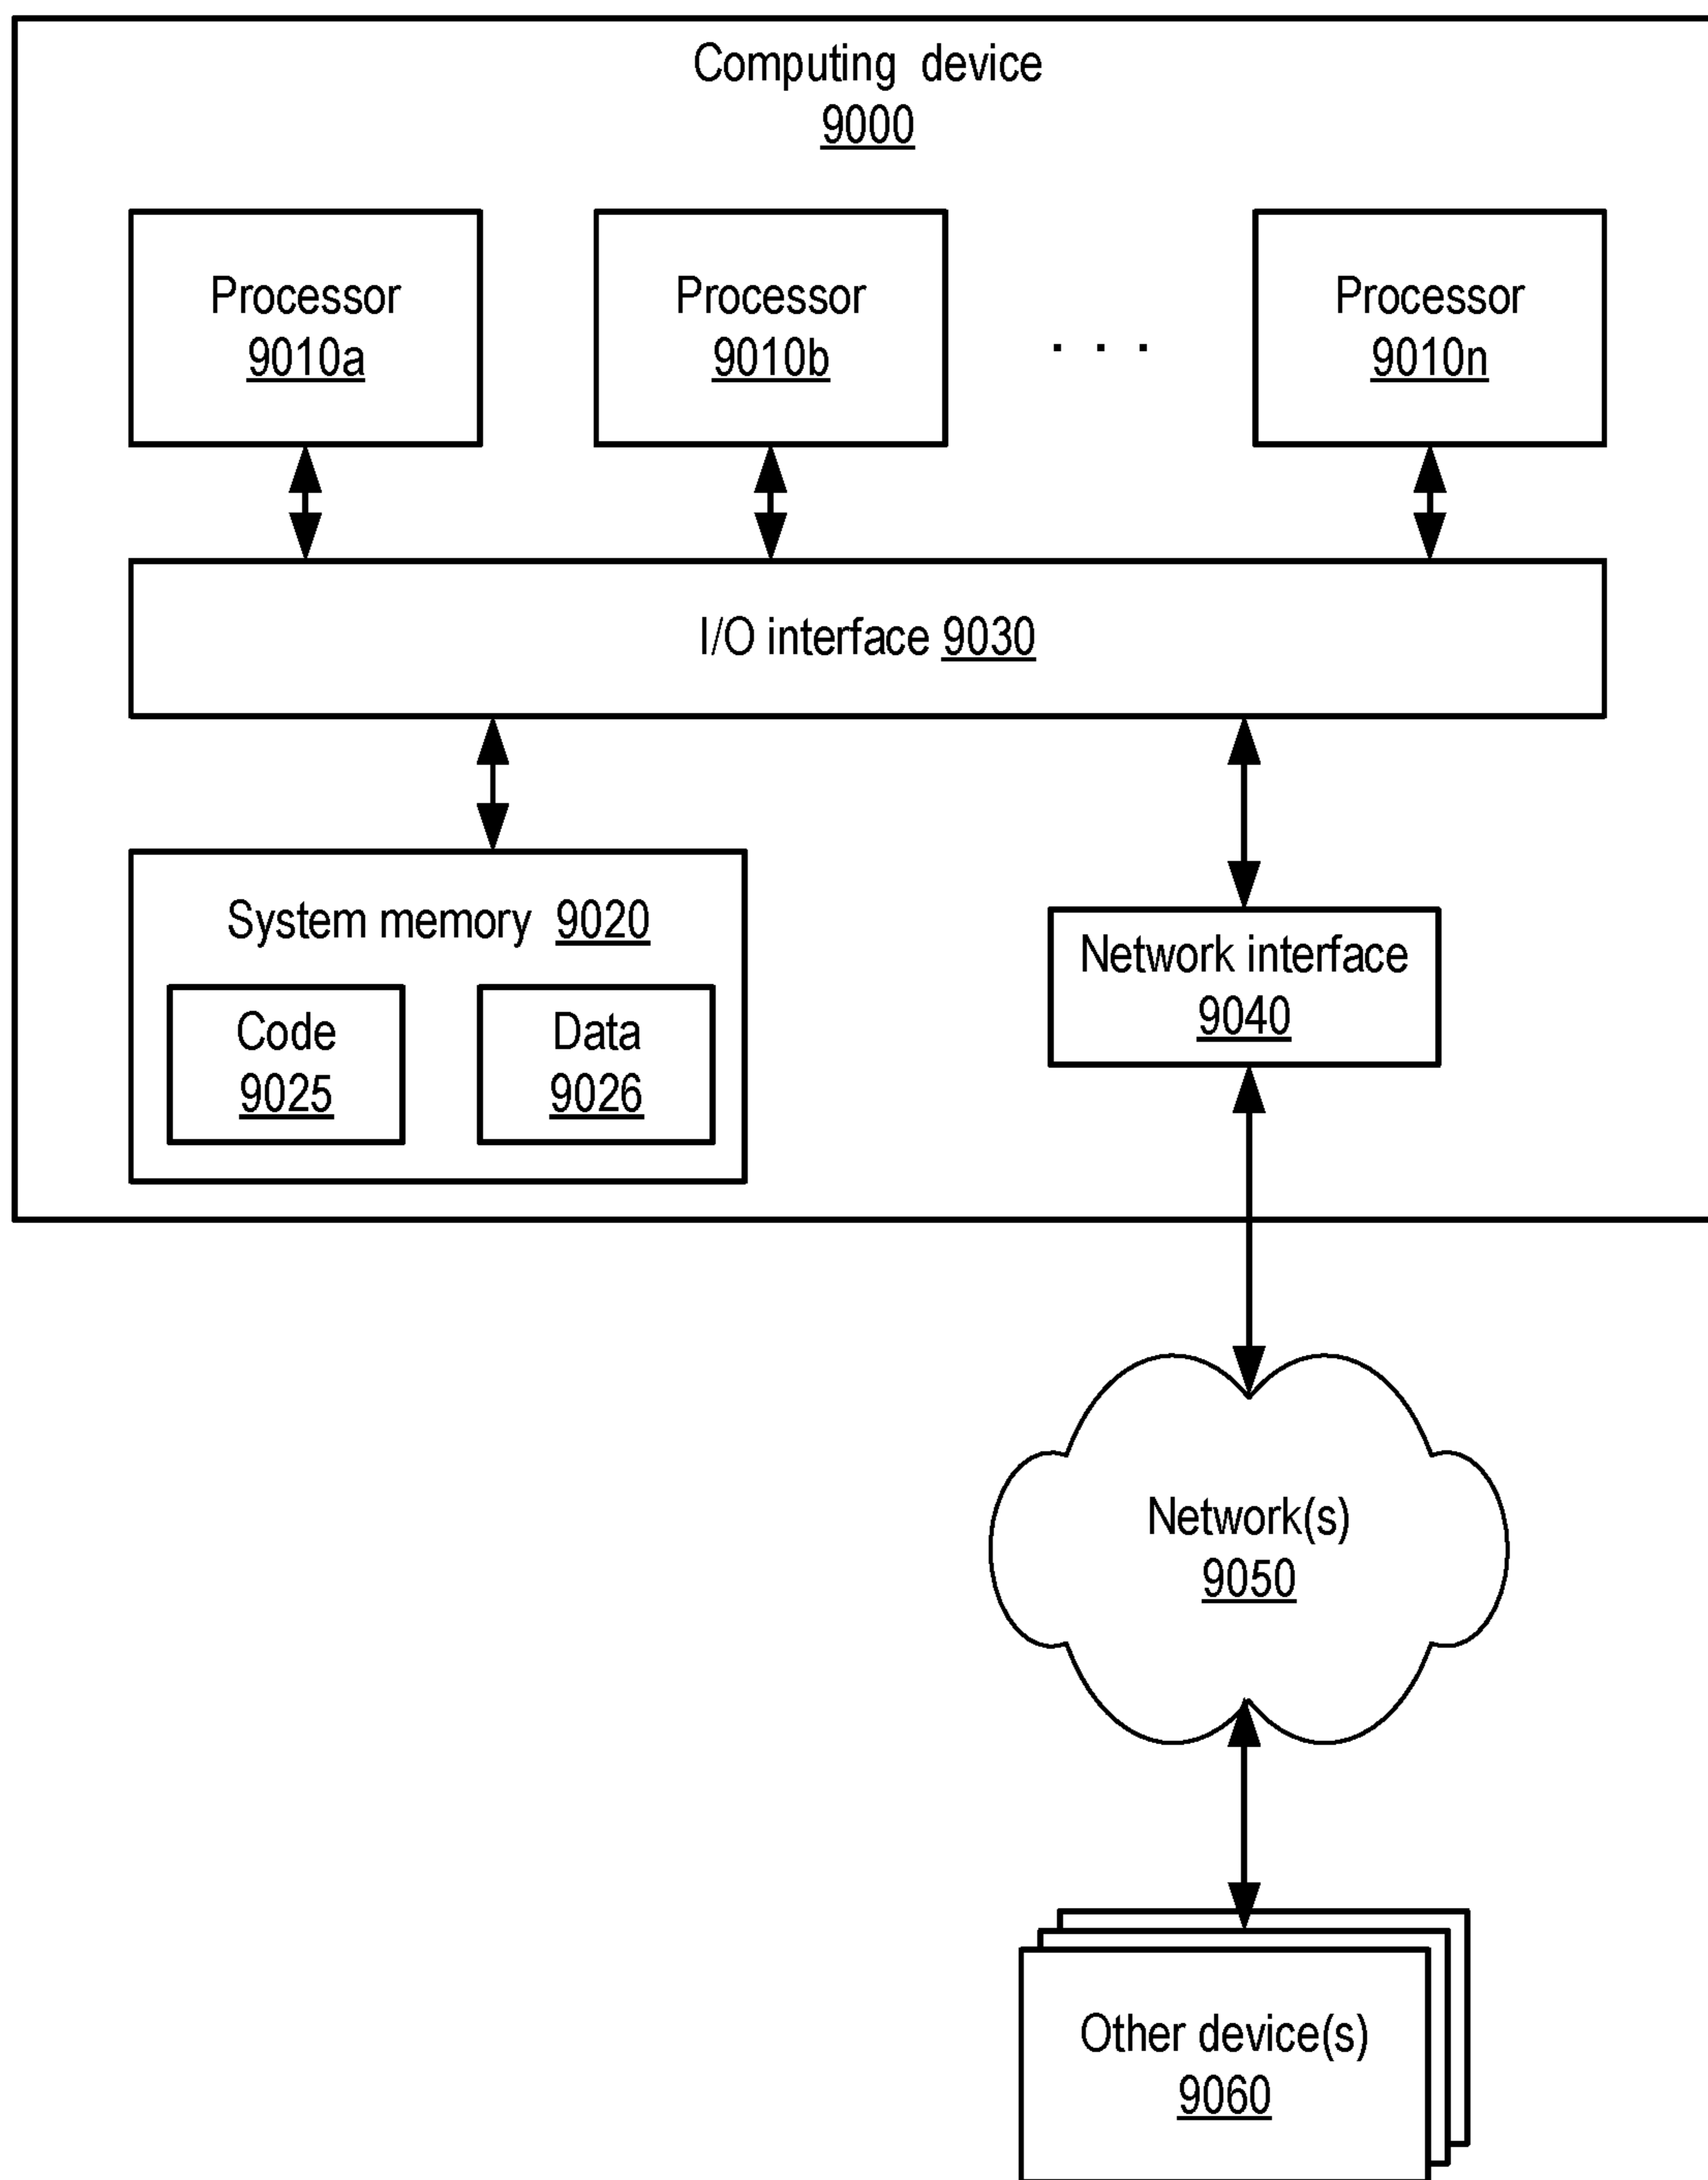 Computing device
9000
Processor
9010a
Processor
9010b
. . .
Processor
9010n
I/O interface 9030
System memory 9020
Code
9025
Data
9026
Network interface
9040
Network(s)
9050
Other device(s)
9060